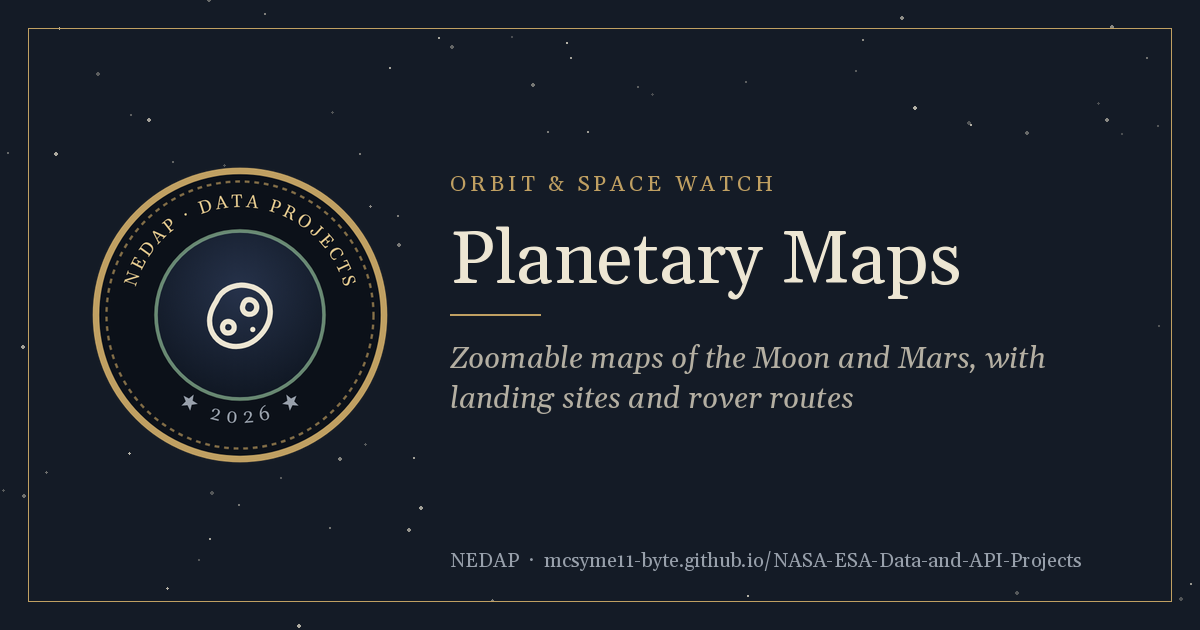 NEDAP · DATA PROJECTS
★ 2026 ★
ORBIT & SPACE WATCH
Planetary Maps
Zoomable maps of the Moon and Mars, with
landing sites and rover routes
NEDAP · mcsyme11-byte.github.io/NASA-ESA-Data-and-API-Projects